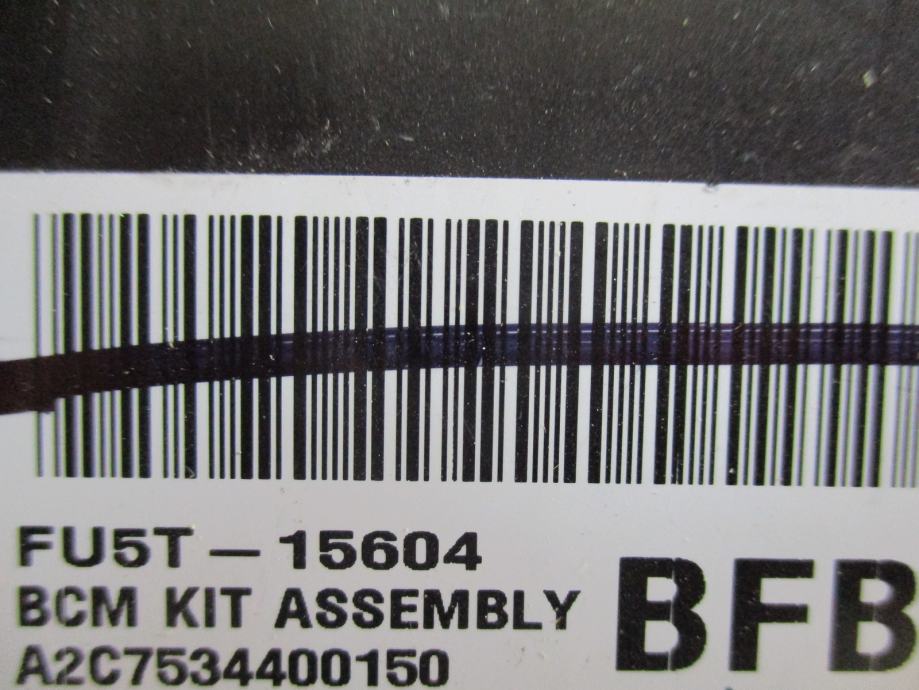 FU5T - 15604
BCM KIT ASSEMBLY
BFB
A2C7534400150